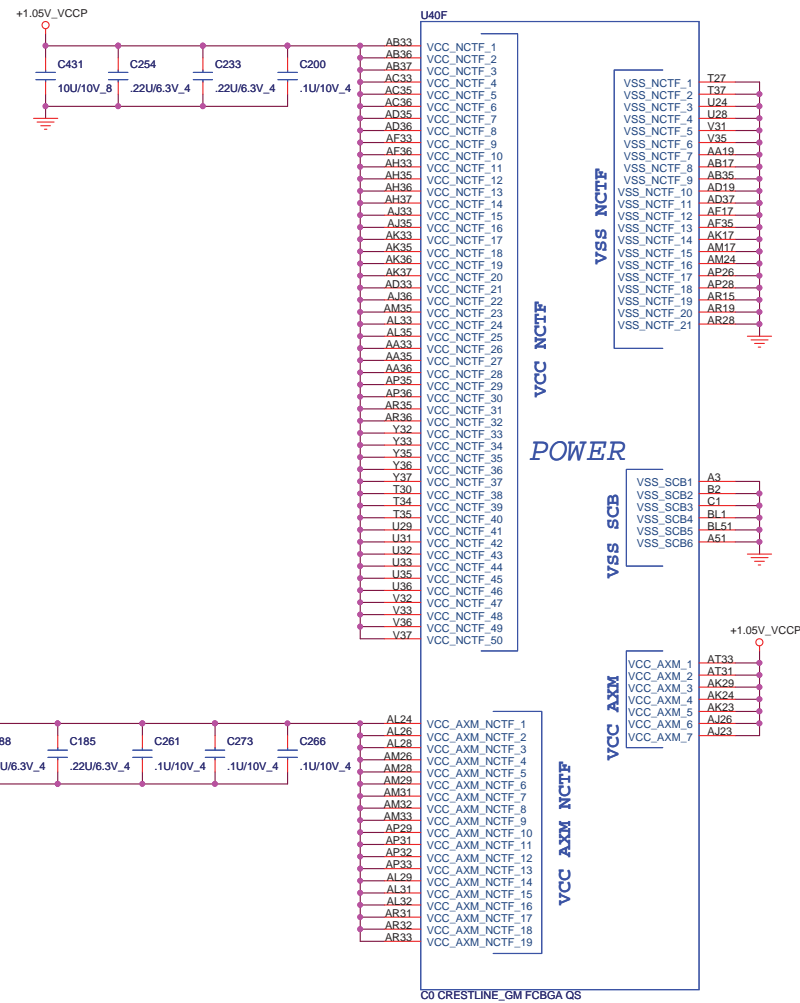 +1.05V_VCCP
C431
10U/10V_8
C254
.22U/6.3V_4
C233
.22U/6.3V_4
C200
.1U/10V_4
U40F
AB33 VCC_NCTF_1
AB36 VCC_NCTF_2
AB37 VCC_NCTF_3
AC33 VCC_NCTF_4
AC35 VCC_NCTF_5
AC36 VCC_NCTF_6
AD35 VCC_NCTF_7
AD36 VCC_NCTF_8
AF33 VCC_NCTF_9
AF36 VCC_NCTF_10
AH33 VCC_NCTF_11
AH35 VCC_NCTF_12
AH36 VCC_NCTF_13
AH37 VCC_NCTF_14
AJ33 VCC_NCTF_15
AJ35 VCC_NCTF_16
AK33 VCC_NCTF_17
AK35 VCC_NCTF_18
AK36 VCC_NCTF_19
AK37 VCC_NCTF_20
AD33 VCC_NCTF_21
AJ36 VCC_NCTF_22
AM35 VCC_NCTF_23
AL33 VCC_NCTF_24
AL35 VCC_NCTF_25
AA33 VCC_NCTF_26
AA35 VCC_NCTF_27
AA36 VCC_NCTF_28
AP35 VCC_NCTF_29
AP36 VCC_NCTF_30
AR35 VCC_NCTF_31
AR36 VCC_NCTF_32
Y32 VCC_NCTF_33
Y33 VCC_NCTF_34
Y35 VCC_NCTF_35
Y36 VCC_NCTF_36
Y37 VCC_NCTF_37
T30 VCC_NCTF_38
T34 VCC_NCTF_39
T35 VCC_NCTF_40
U29 VCC_NCTF_41
U31 VCC_NCTF_42
U32 VCC_NCTF_43
U33 VCC_NCTF_44
U35 VCC_NCTF_45
U36 VCC_NCTF_46
V32 VCC_NCTF_47
V33 VCC_NCTF_48
V36 VCC_NCTF_49
V37 VCC_NCTF_50
VCC NCTF
VSS NCTF
VSS_NCTF_1 T27
VSS_NCTF_2 T37
VSS_NCTF_3 U24
VSS_NCTF_4 U28
VSS_NCTF_5 V31
VSS_NCTF_6 V35
VSS_NCTF_7 AA19
VSS_NCTF_8 AB17
VSS_NCTF_9 AB35
VSS_NCTF_10 AD19
VSS_NCTF_11 AD37
VSS_NCTF_12 AF17
VSS_NCTF_13 AF35
VSS_NCTF_14 AK17
VSS_NCTF_15 AM17
VSS_NCTF_16 AM24
VSS_NCTF_17 AP26
VSS_NCTF_18 AP28
VSS_NCTF_19 AR15
VSS_NCTF_20 AR19
VSS_NCTF_21 AR28
POWER
VSS SCB
VSS_SCB1 A3
VSS_SCB2 B2
VSS_SCB3 C1
VSS_SCB4 BL1
VSS_SCB5 BL51
VSS_SCB6 A51
+1.05V_VCCP
VCC AXM
VCC_AXM_1 AT33
VCC_AXM_2 AT31
VCC_AXM_3 AK29
VCC_AXM_4 AK24
VCC_AXM_5 AK23
VCC_AXM_6 AJ26
VCC_AXM_7 AJ23
88
U/6.3V_4
C185
.22U/6.3V_4
C261
.1U/10V_4
C273
.1U/10V_4
C266
.1U/10V_4
AL24 VCC_AXM_NCTF_1
AL26 VCC_AXM_NCTF_2
AL28 VCC_AXM_NCTF_3
AM26 VCC_AXM_NCTF_4
AM28 VCC_AXM_NCTF_5
AM29 VCC_AXM_NCTF_6
AM31 VCC_AXM_NCTF_7
AM32 VCC_AXM_NCTF_8
AM33 VCC_AXM_NCTF_9
AP29 VCC_AXM_NCTF_10
AP31 VCC_AXM_NCTF_11
AP32 VCC_AXM_NCTF_12
AP33 VCC_AXM_NCTF_13
AL29 VCC_AXM_NCTF_14
AL31 VCC_AXM_NCTF_15
AL32 VCC_AXM_NCTF_16
AR31 VCC_AXM_NCTF_17
AR32 VCC_AXM_NCTF_18
AR33 VCC_AXM_NCTF_19
VCC AXM NCTF
C0 CRESTLINE_GM FCBGA QS